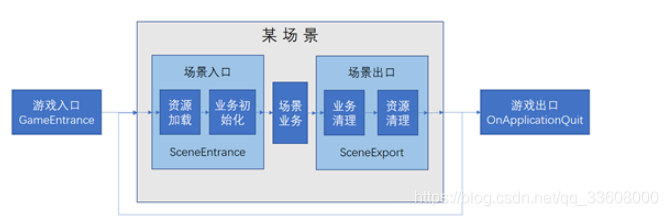 某 场 景
游戏入口
GameEntrance
场景入口
资源
加载
业务初
始化
SceneEntrance
场景
业务
场景出口
业务
清理
资源
清理
SceneExport
游戏出口
OnApplicationQuit
https://blog.csdn.net/qq_33608000